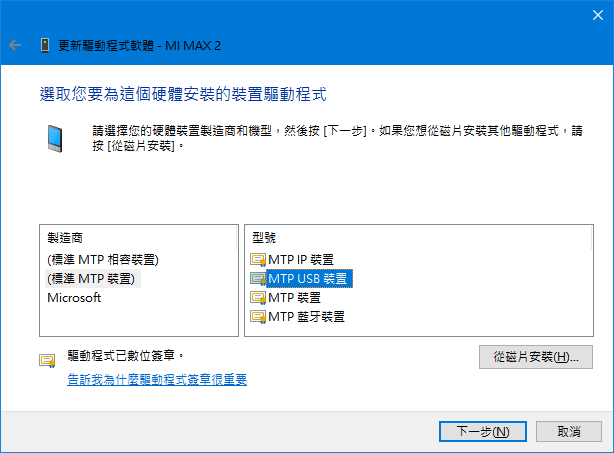 更新驅動程式軟體 - MI MAX 2
選取您要為這個硬體安裝的裝置驅動程式
請選擇您的硬體裝置製造商和機型，然後按 [下一步]。如果您想從磁片安裝其他驅動程式，請
按 [從磁片安裝]。
製造商
(標準 MTP 相容裝置)
(標準 MTP 裝置)
Microsoft
型號
MTP IP 裝置
MTP USB 裝置
MTP 裝置
MTP 藍牙裝置
驅動程式已數位簽章。
告訴我為什麼驅動程式簽章很重要
從磁片安裝(H)...
下一步(N)
取消